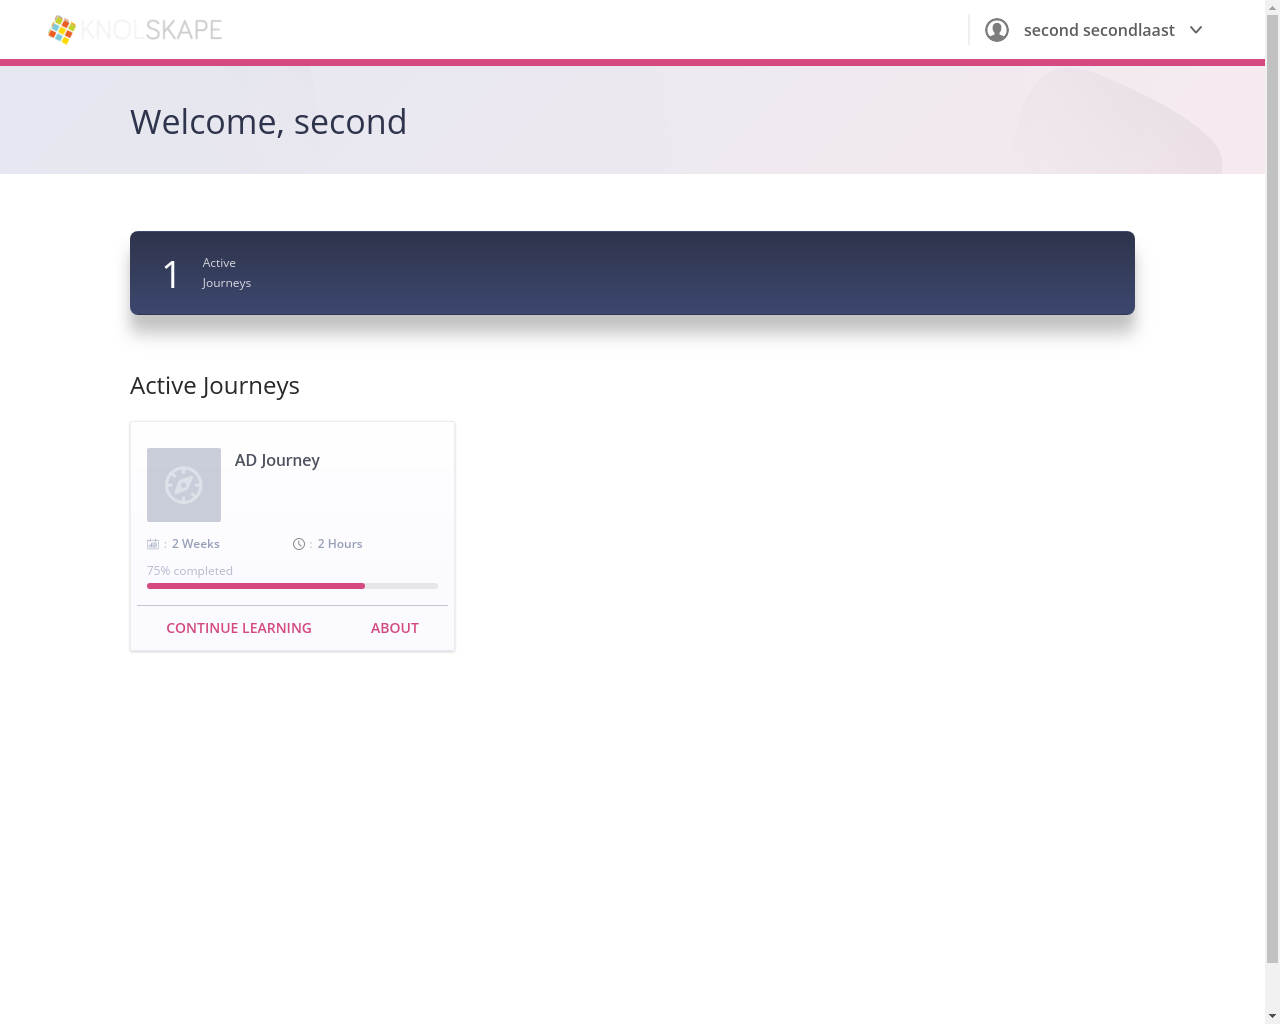 KNOLSKAPE
second secondlaast
Welcome, second
1
Active
Journeys
Active Journeys
AD Journey
: 2 Weeks
: 2 Hours
75% completed
CONTINUE LEARNING
ABOUT